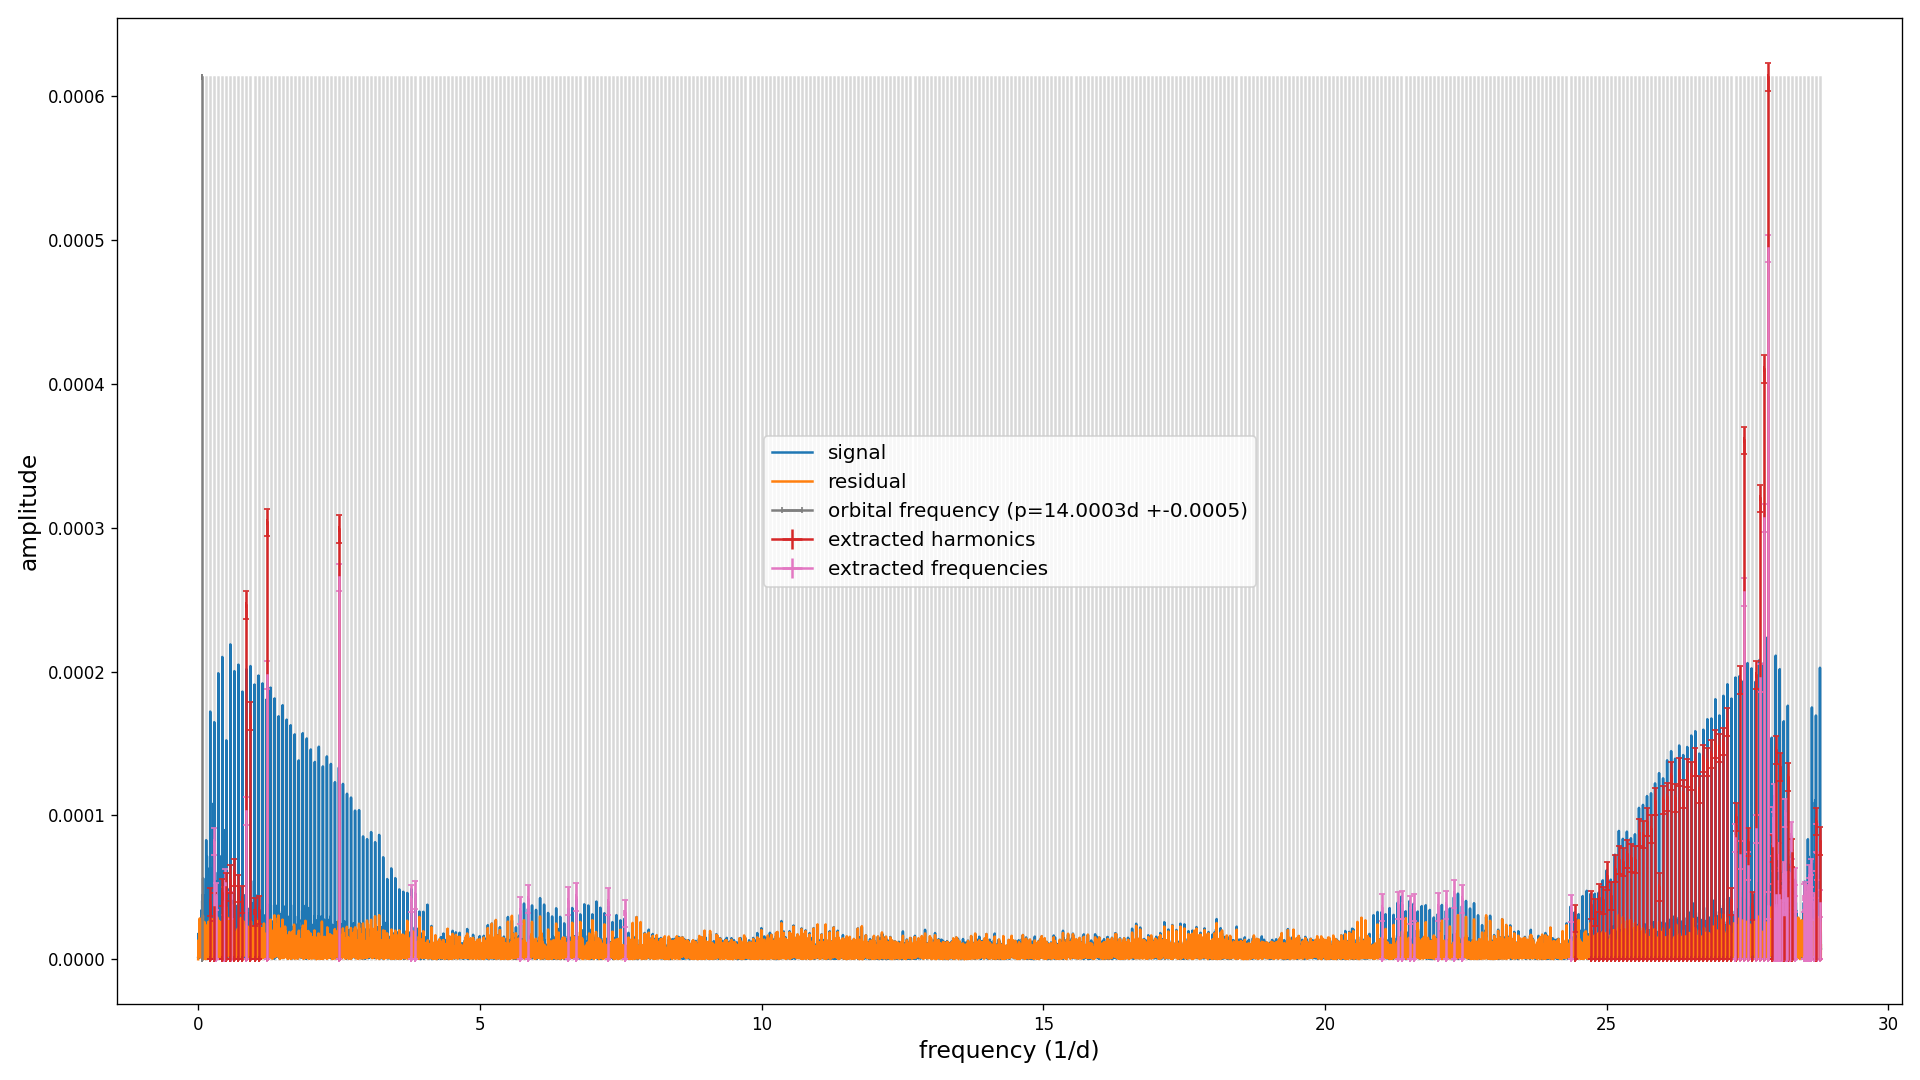 0.0006
0.0005
0.0004
0.0003
0.0002
0.0001
0.0000
amplitude
signal
residual
orbital frequency (p=14.0003d +-0.0005)
extracted harmonics
extracted frequencies
0 5 10 15 20 25 30
frequency (1/d)